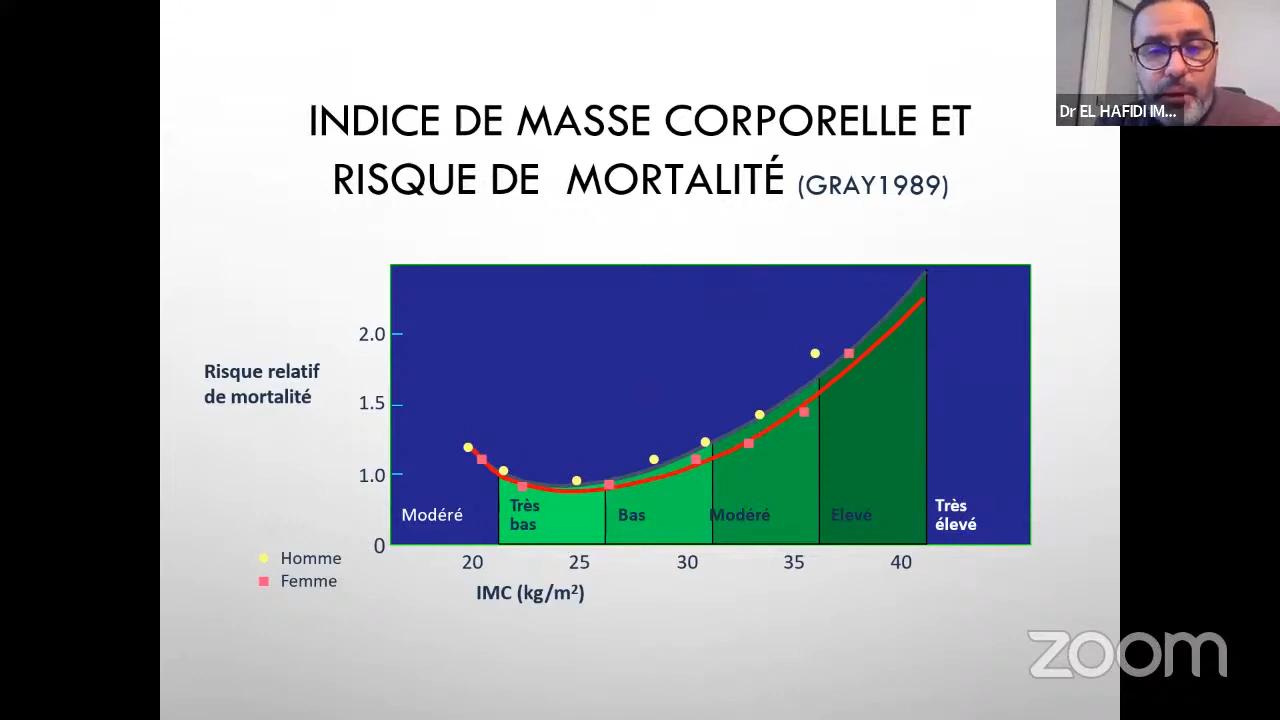 Dr EL HAFIDI IM...
INDICE DE MASSE CORPORELLE ET
RISQUE DE MORTALITÉ (GRAY1989)
2.0
Risque relatif
de mortalité
1.5
1.0
Modéré
Très
bas
Bas
Modéré
Elevé
Très
élevé
0
20 25 30 35 40
Homme
Femme
IMC (kg/m²)
zoom